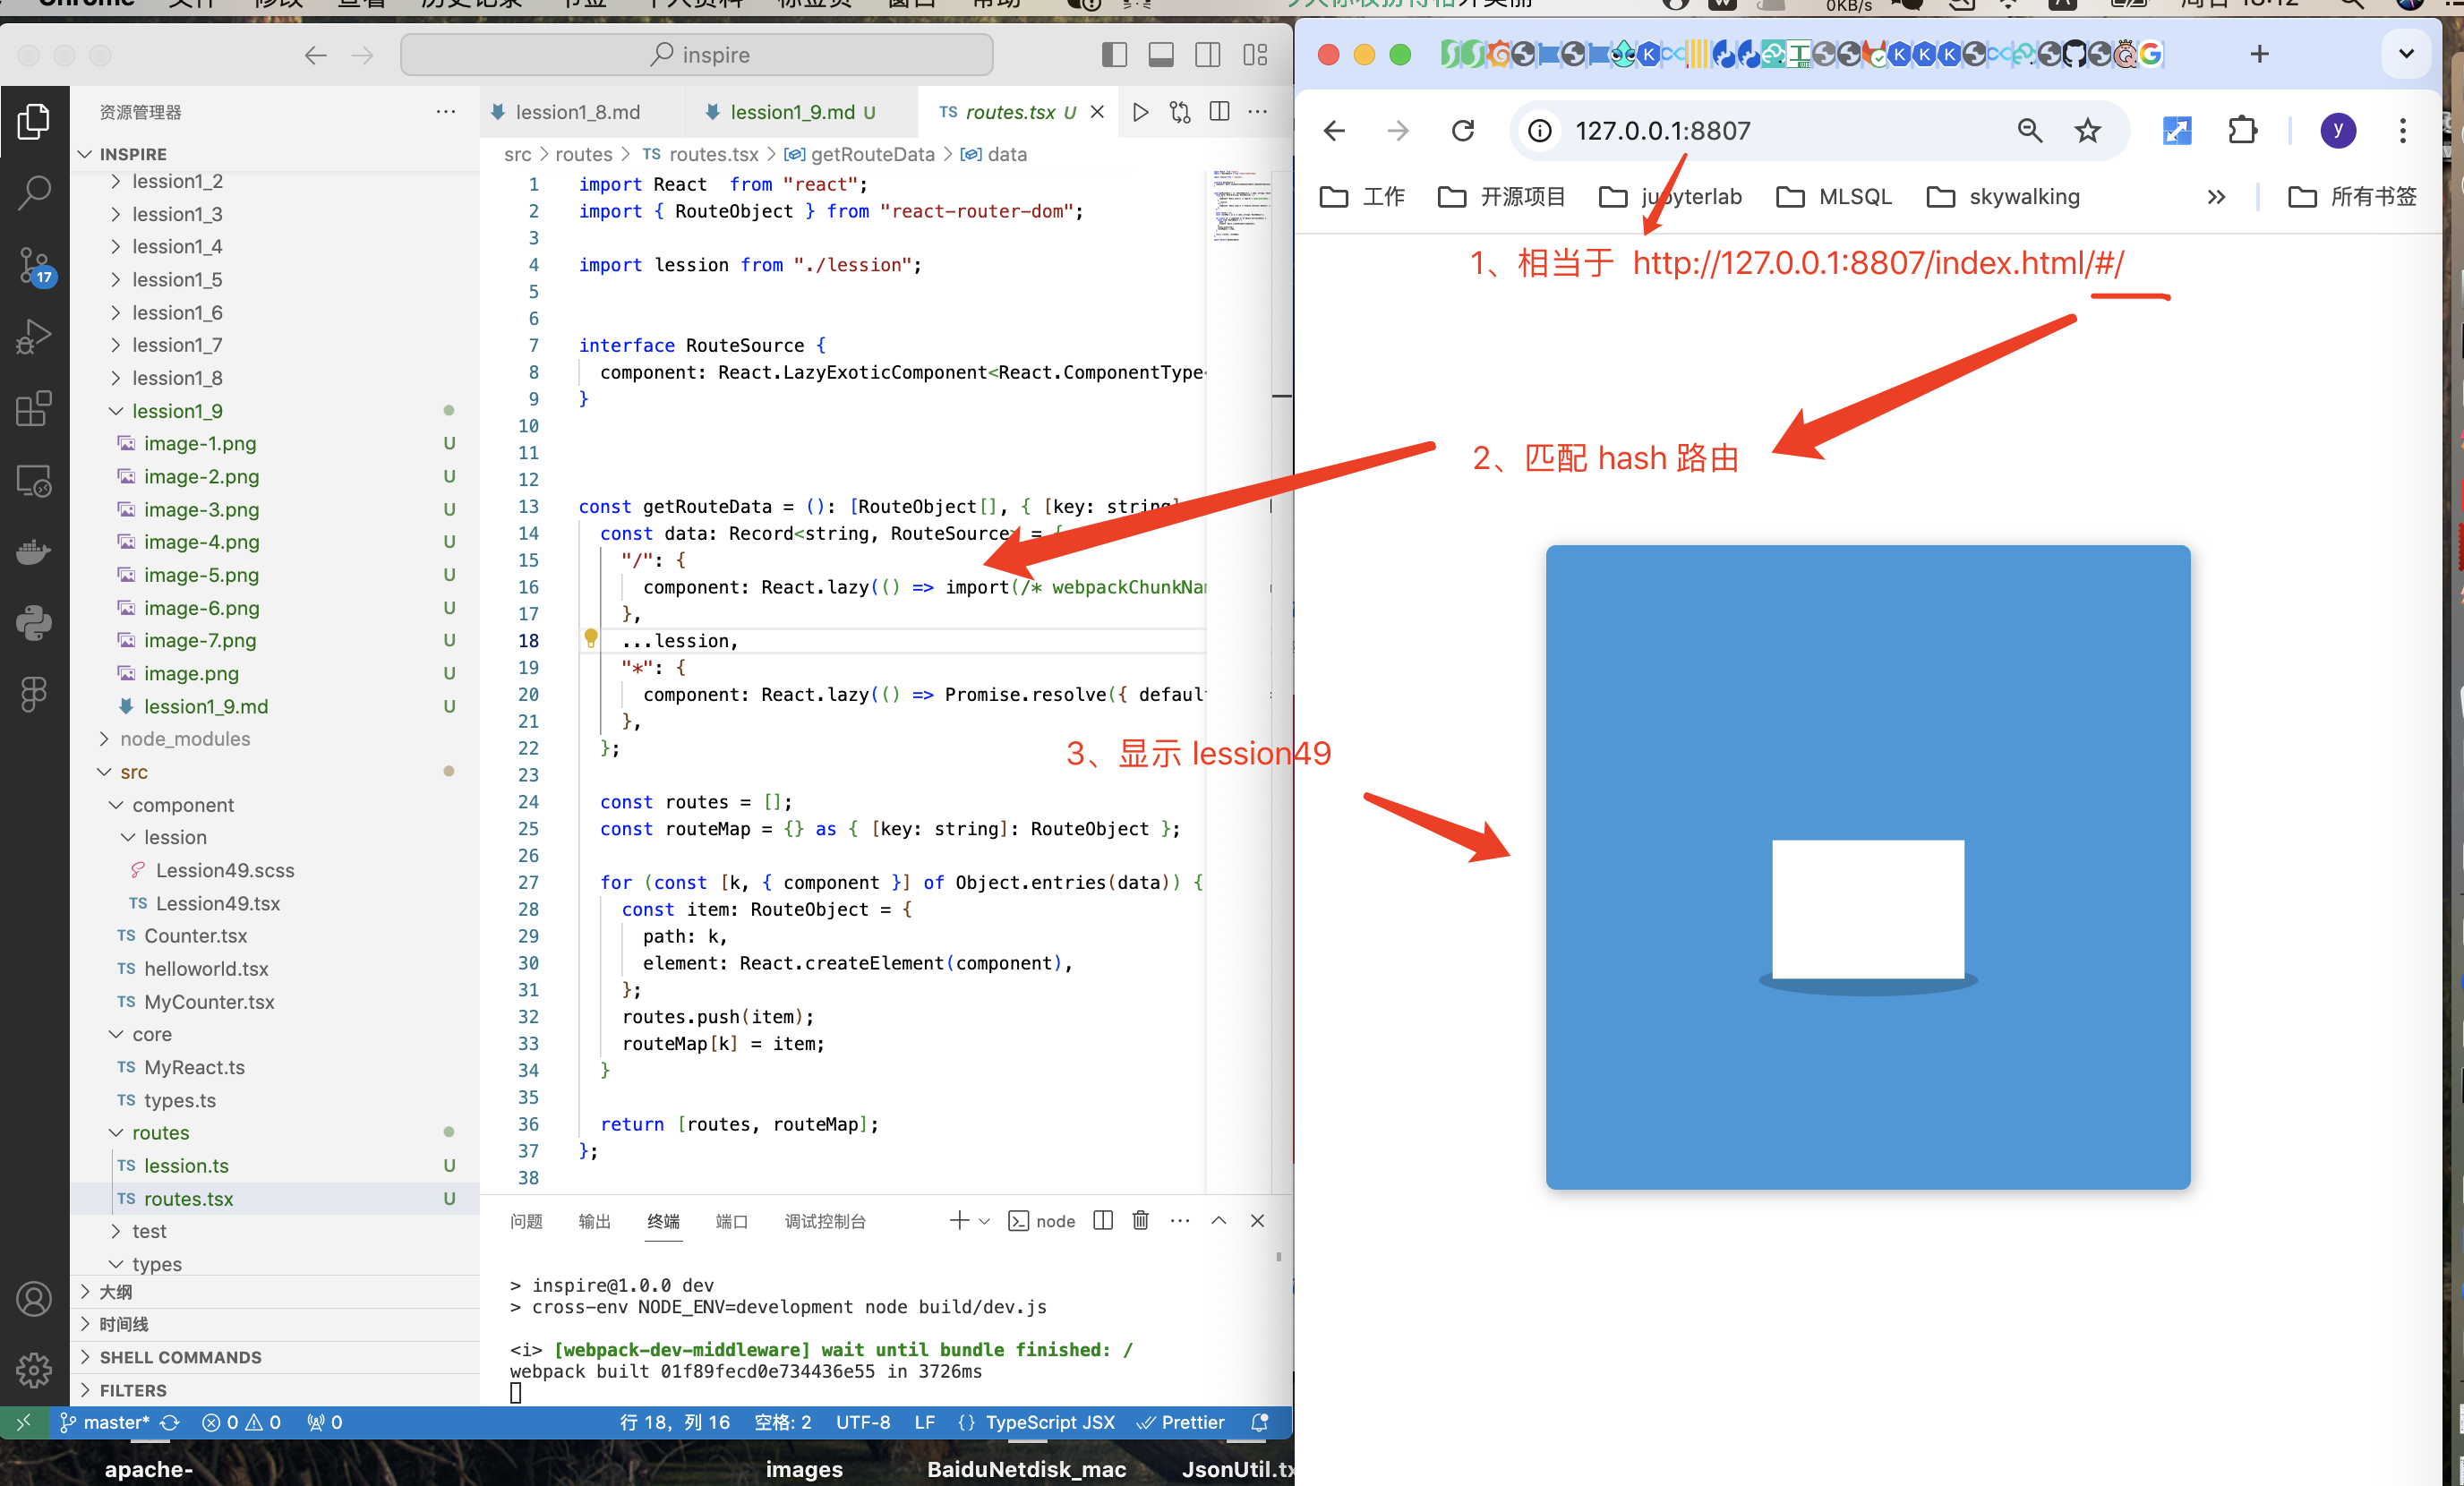 inspire
资源管理器
INSPIRE
lession1_2
lession1_3
lession1_4
lession1_5
lession1_6
lession1_7
lession1_8
lession1_9
image-1.png U
image-2.png U
image-3.png U
image-4.png U
image-5.png U
image-6.png U
image-7.png U
image.png U
lession1_9.md U
node_modules
src
component
lession
Lession49.scss
TS Lession49.tsx
TS Counter.tsx
TS helloworld.tsx
TS MyCounter.tsx
core
TS MyReact.ts
TS types.ts
routes
TS lession.ts U
TS routes.tsx U
test
types
大纲
时间线
SHELL COMMANDS
FILTERS
17
lession1_8.md
lession1_9.md U
TS routes.tsx U
src > routes > TS routes.tsx > getRouteData > data
1 import React  from "react";
2 import { RouteObject } from "react-router-dom";
3
4 import lession from "./lession";
5
6
7 interface RouteSource {
8 component: React.LazyExoticComponent<React.ComponentType<
9 }
10
11
12
13 const getRouteData = (): [RouteObject[], { [key: string]
14 const data: Record<string, RouteSource> = {
15 "/": {
16 component: React.lazy(() => import(/* webpackChunkNam
17 },
18 ...lession,
19 "*": {
20 component: React.lazy(() => Promise.resolve({ default
21 },
22 };
23
24 const routes = [];
25 const routeMap = {} as { [key: string]: RouteObject };
26
27 for (const [k, { component }] of Object.entries(data)) {
28 const item: RouteObject = {
29 path: k,
30 element: React.createElement(component),
31 };
32 routes.push(item);
33 routeMap[k] = item;
34 }
35
36 return [routes, routeMap];
37 };
38
问题 输出 终端 端口 调试控制台
node
> inspire@1.0.0 dev
> cross-env NODE_ENV=development node build/dev.js
<i> [webpack-dev-middleware] wait until bundle finished: /
webpack built 01f89fecd0e734436e55 in 3726ms
master* 0 0 0
行 18，列 16 空格: 2 UTF-8 LF {} TypeScript JSX Prettier
apache-
images
BaiduNetdisk_mac
127.0.0.1:8807
y
工作 开源项目 jupyterlab MLSQL skywalking 所有书签
1、相当于 http://127.0.0.1:8807/index.html/#/
2、匹配 hash 路由
3、显示 lession49